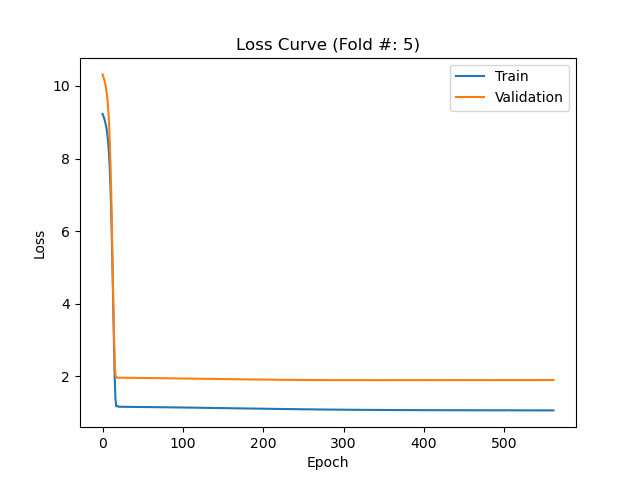 Loss Curve (Fold #: 5)
Train
Validation
10
8
6
4
2
Loss
0 100 200 300 400 500
Epoch